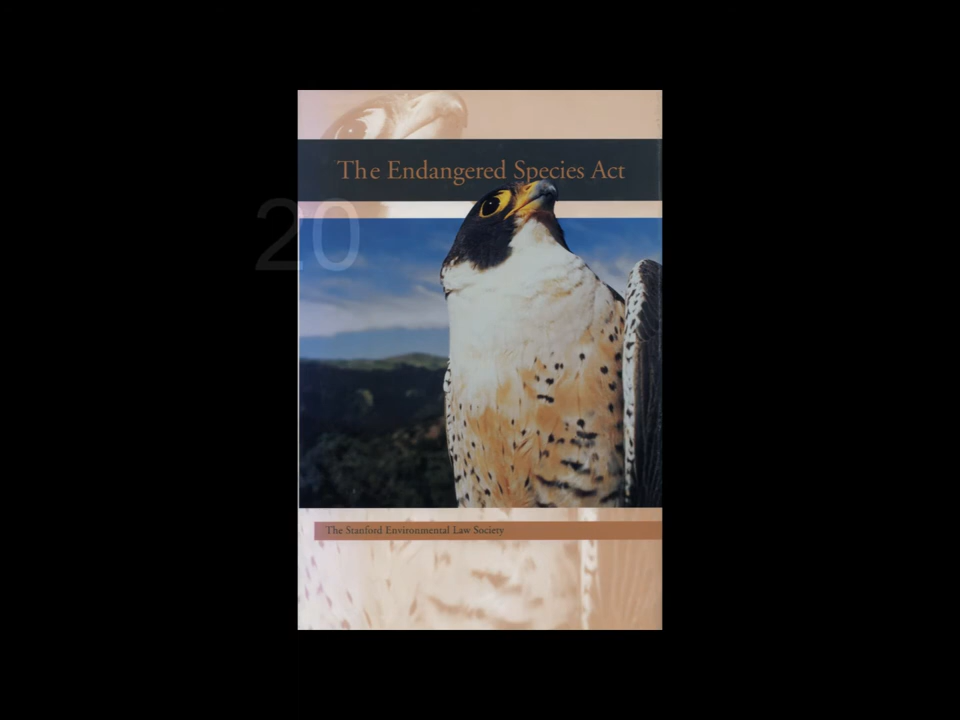 The Endangered Species Act
20
The Stanford Environmental Law Society